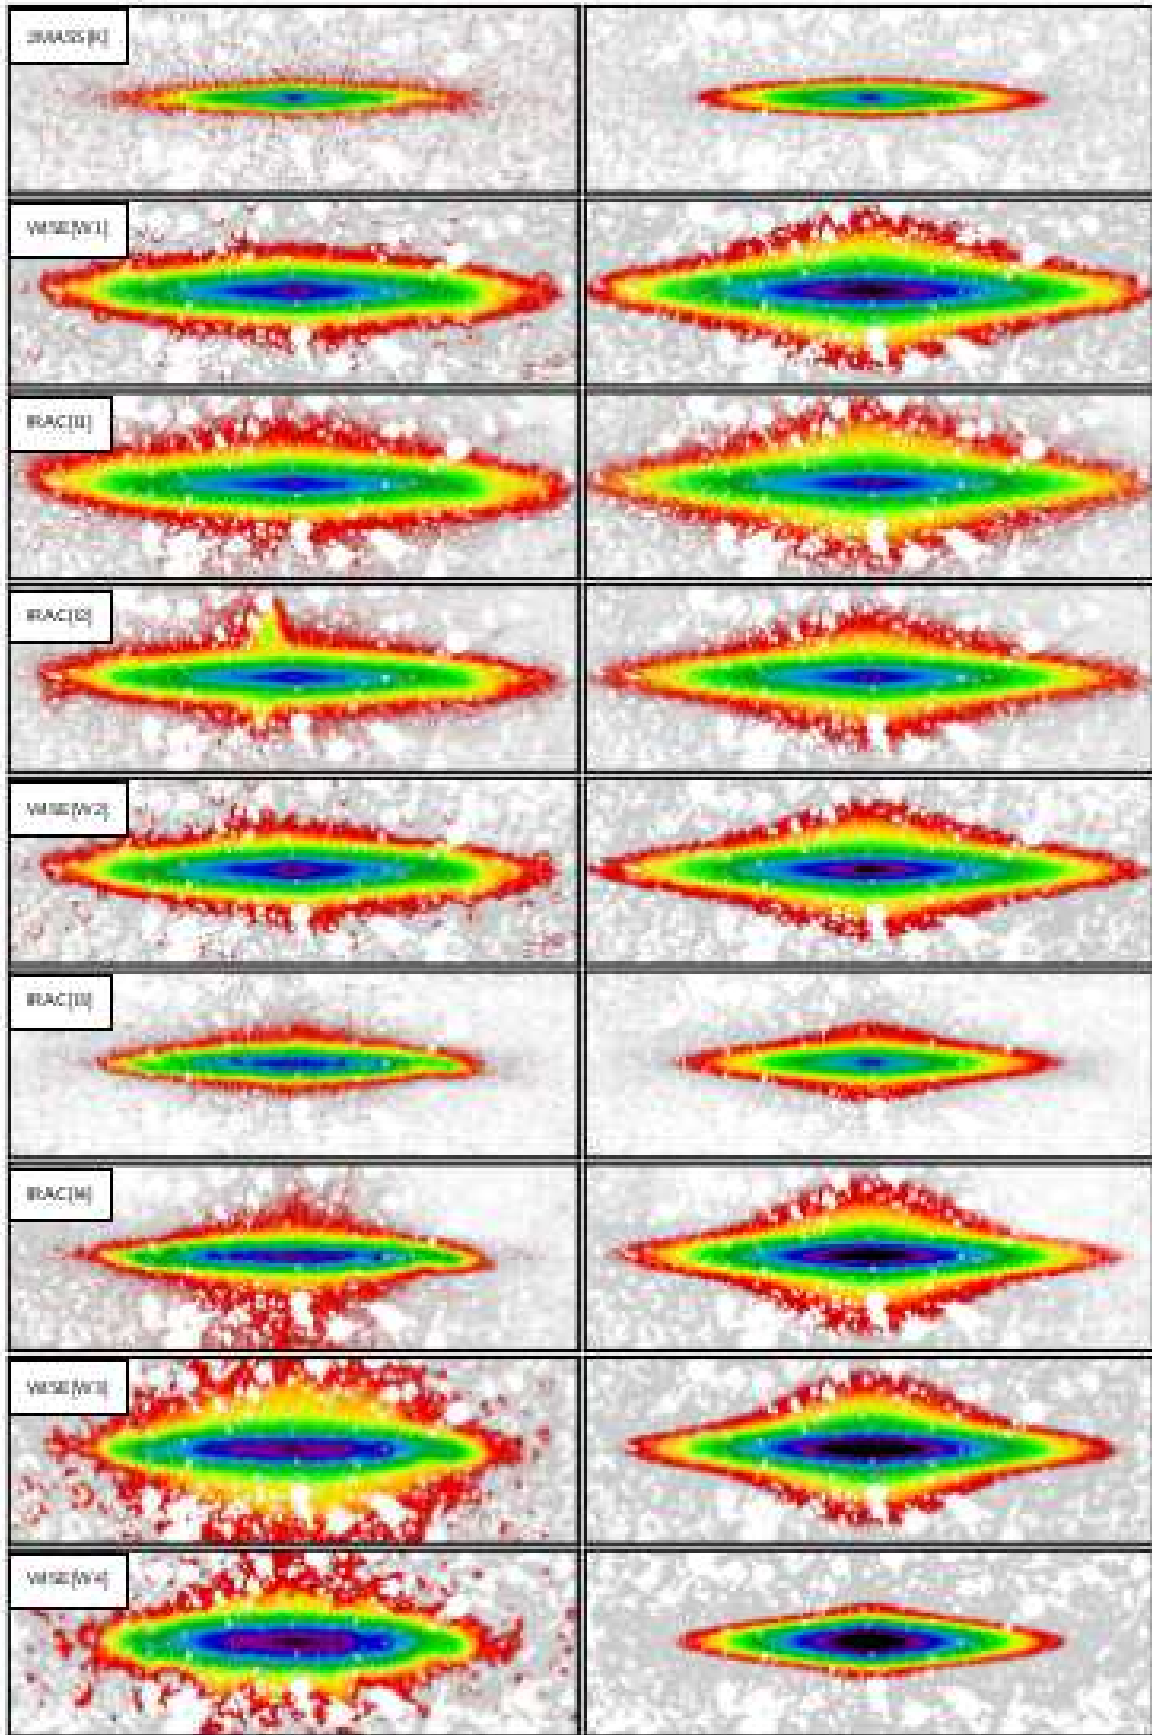 2MASS[K]
WISE[W1]
IRAC[I1]
IRAC[I2]
WISE[W2]
IRAC[I3]
IRAC[I4]
WISE[W3]
WISE[W4]